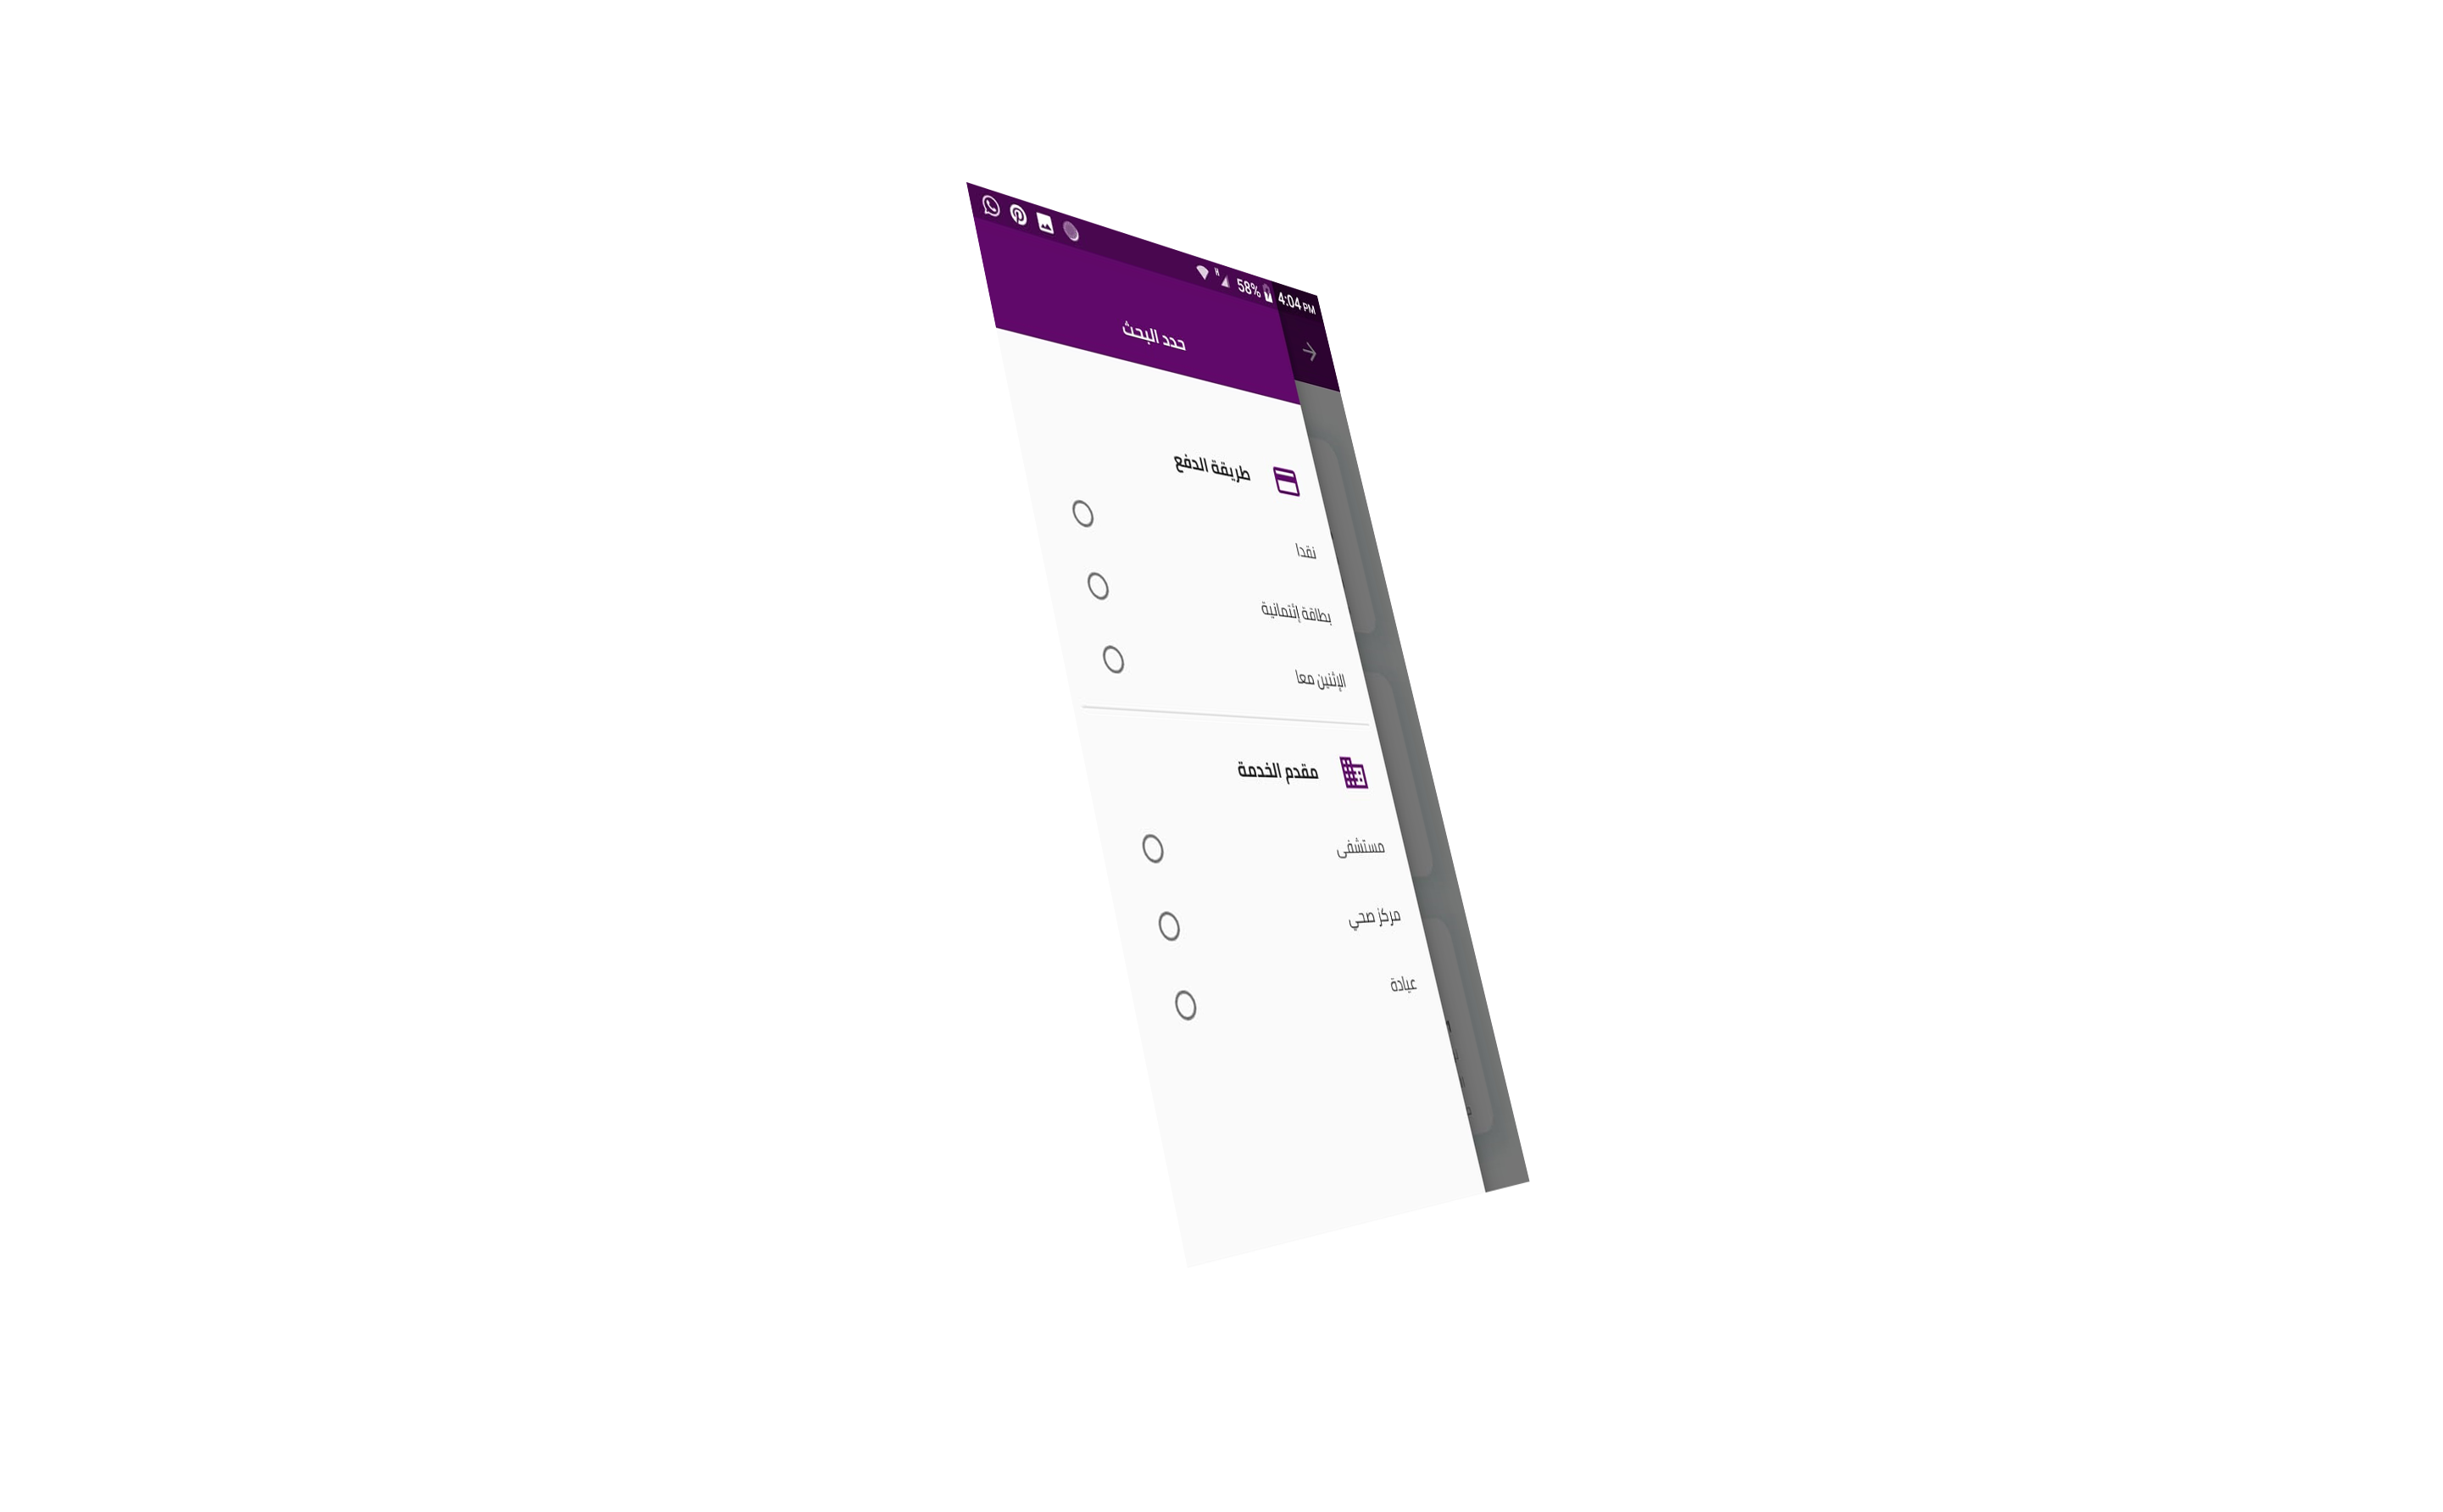 58% 4:04 PM
حدد البحث
طريقة الدفع
نقدا
بطاقة إئتمانية
الإثنين معا
مقدم الخدمة
مستشفى
مركز صحي
عيادة